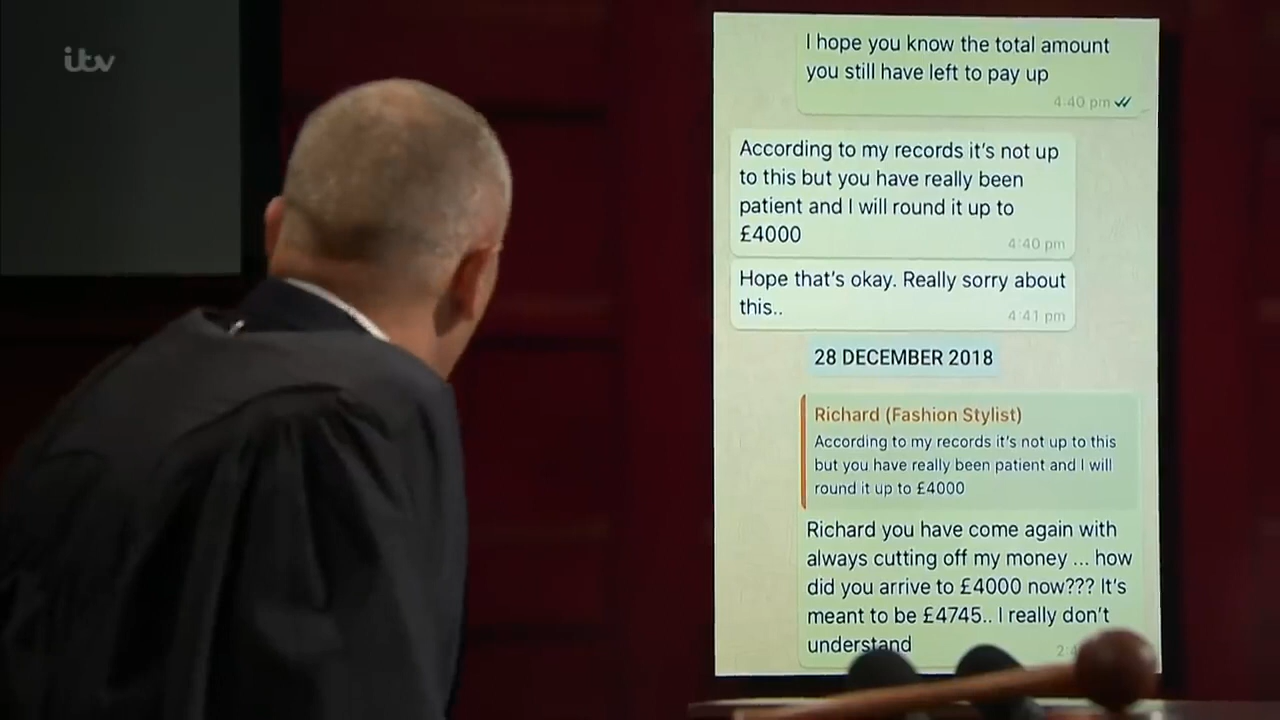 itv
I hope you know the total amount
you still have left to pay up
4:40 pm
According to my records it's not up
to this but you have really been
patient and I will round it up to
£4000
4:40 pm
Hope that's okay. Really sorry about
this..
4:41 pm
28 DECEMBER 2018
Richard (Fashion Stylist)
According to my records it's not up to this
but you have really been patient and I will
round it up to £4000
Richard you have come again with
always cutting off my money ... how
did you arrive to £4000 now??? It's
meant to be £4745.. I really don't
understand